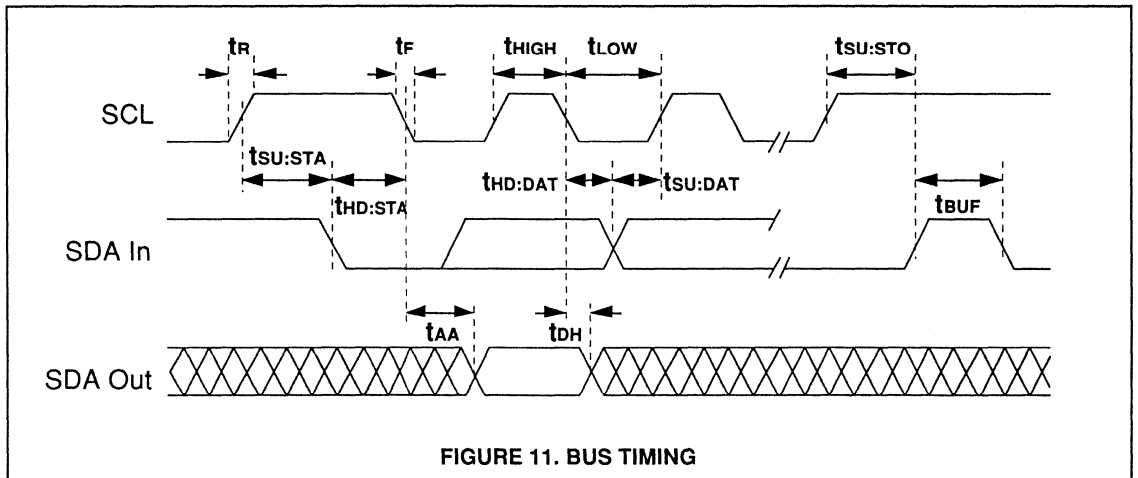 tR tF tHIGH tLOW tSU:STO
SCL
tSU:STA
tHD:STA
tHD:DAT tSU:DAT
tBUF
SDA In
tAA tDH
SDA Out
FIGURE 11. BUS TIMING